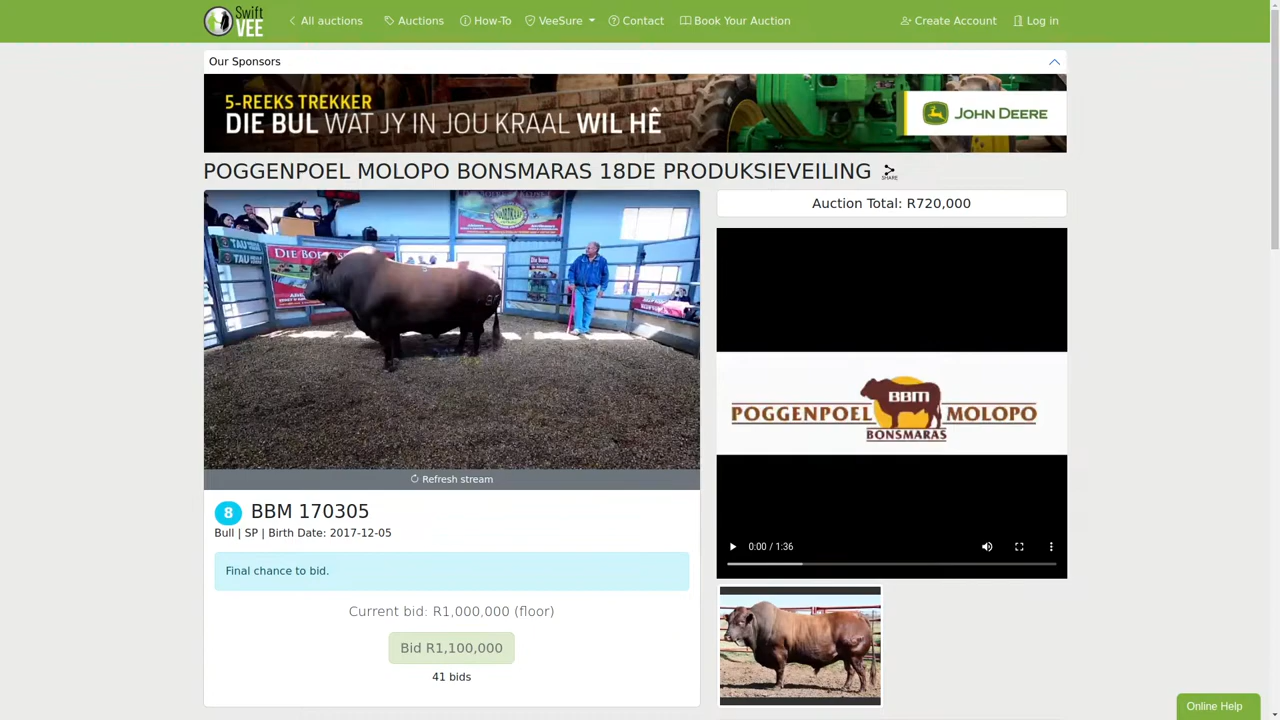 Swift
VEE
All auctions
Auctions
How-To
VeeSure
Contact
Book Your Auction
Create Account
Log in
Our Sponsors
5-REEKS TREKKER
DIE BUL WAT JY IN JOU KRAAL WIL HÊ
JOHN DEERE
POGGENPOEL MOLOPO BONSMARAS 18DE PRODUKSIEVEILING
SHARE
TAU
TAU
Refresh stream
8 BBM 170305
Bull | SP | Birth Date: 2017-12-05
Final chance to bid.
Current bid: R1,000,000 (floor)
Bid R1,100,000
41 bids
Auction Total: R720,000
BBM
POGGENPOEL MOLOPO
BONSMARAS
0:00 / 1:36
Online Help